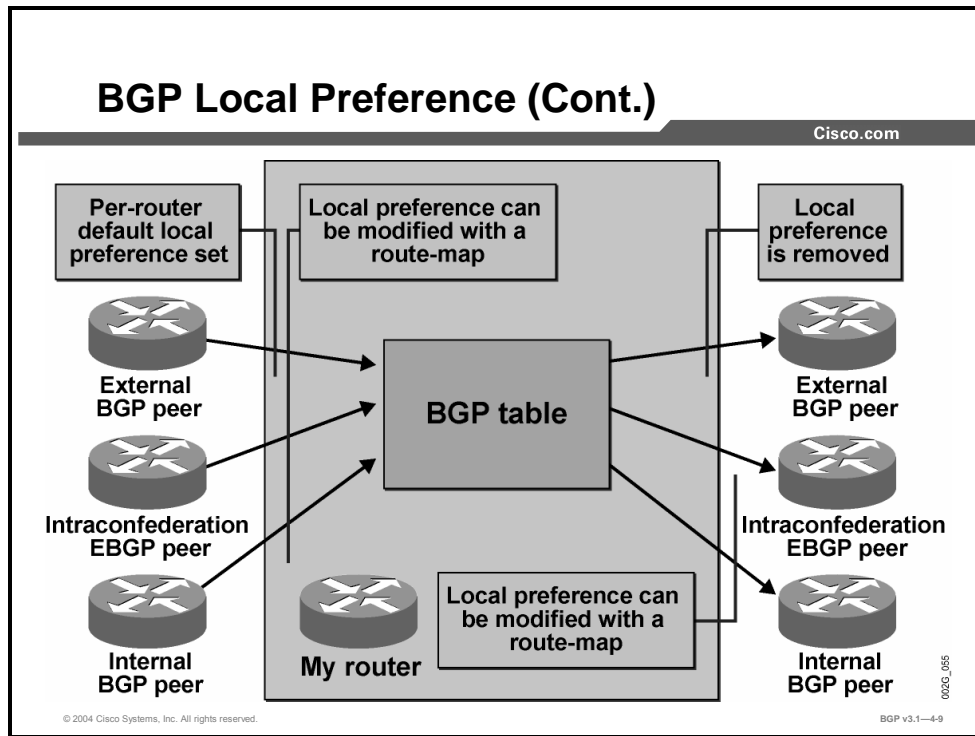 BGP Local Preference (Cont.)
Cisco.com
Per-router
default local
preference set
Local preference can
be modified with a
route-map
Local
preference
is removed
External
BGP peer
BGP table
External
BGP peer
Intraconfederation
EBGP peer
Intraconfederation
EBGP peer
Local preference can
be modified with a
route-map
Internal
BGP peer
My router
Internal
BGP peer
002G_055
© 2004 Cisco Systems, Inc. All rights reserved.
BGP v3.1—4-9